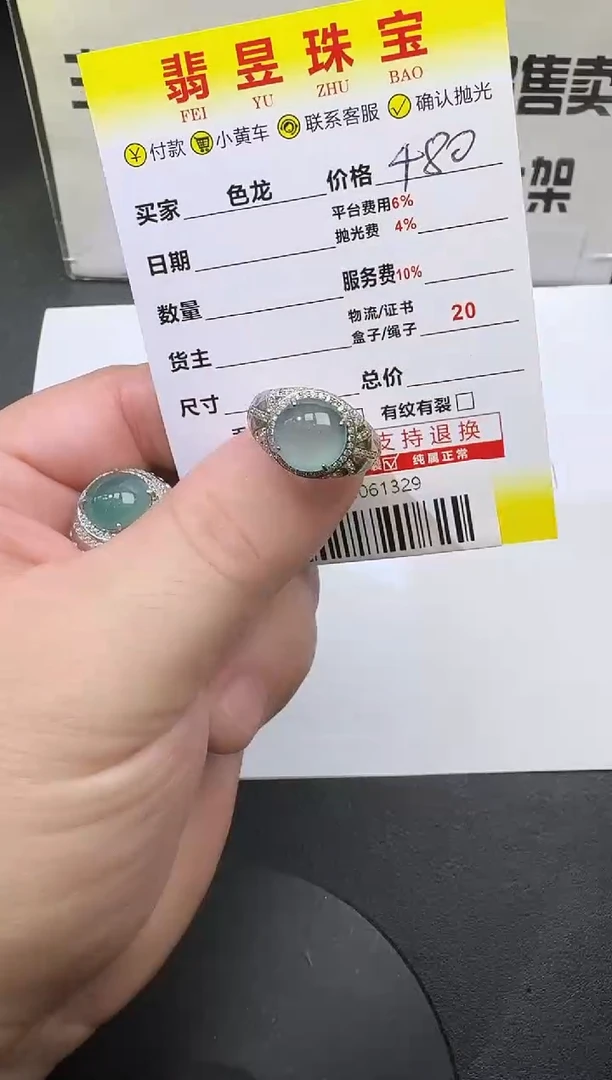 翡昱珠宝
FEI YU ZHU BAO
付款 小黄车 联系客服 确认抛光
买家 色龙 价格 480
平台费用6%
日期 抛光费 4%
数量 服务费10%
物流/证书 20
货主 盒子/绳子
尺寸 总价
有纹有裂
支持退换
纯属正常
061329
售卖
架